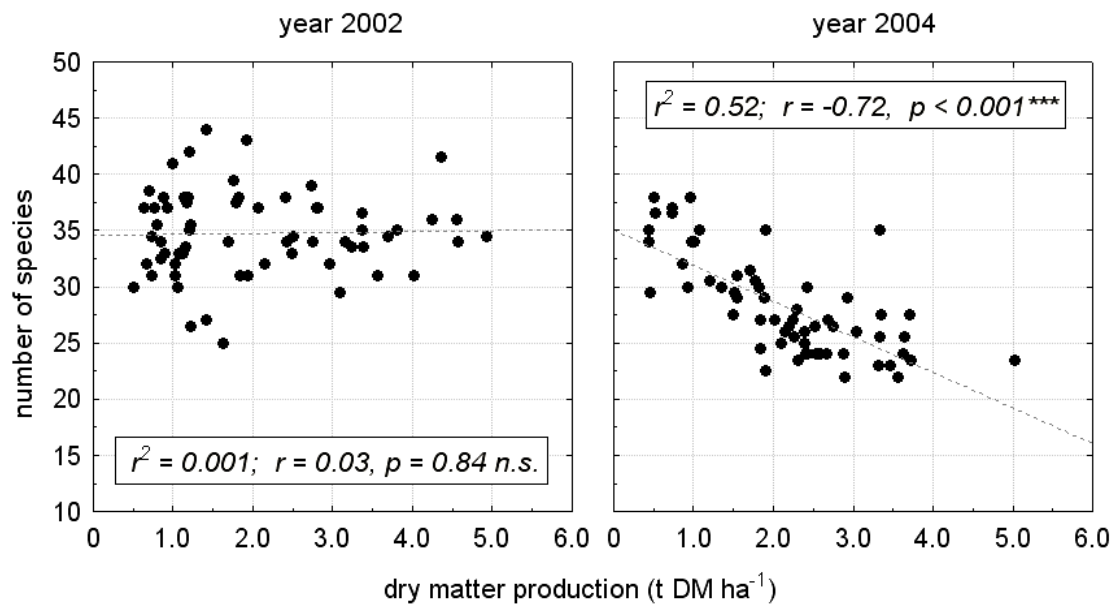 year 2002
year 2004
number of species
50
45
40
35
30
25
20
15
10
r² = 0.001; r = 0.03, p = 0.84 n.s.
r² = 0.52; r = -0.72, p < 0.001***
0 1.0 2.0 3.0 4.0 5.0 6.0
0 1.0 2.0 3.0 4.0 5.0 6.0
dry matter production (t DM ha⁻¹)